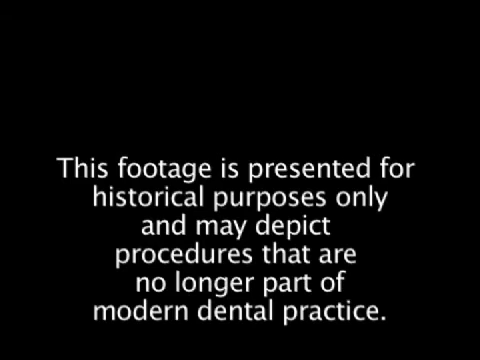 This footage is presented for
historical purposes only
and may depict
procedures that are
no longer part of
modern dental practice.